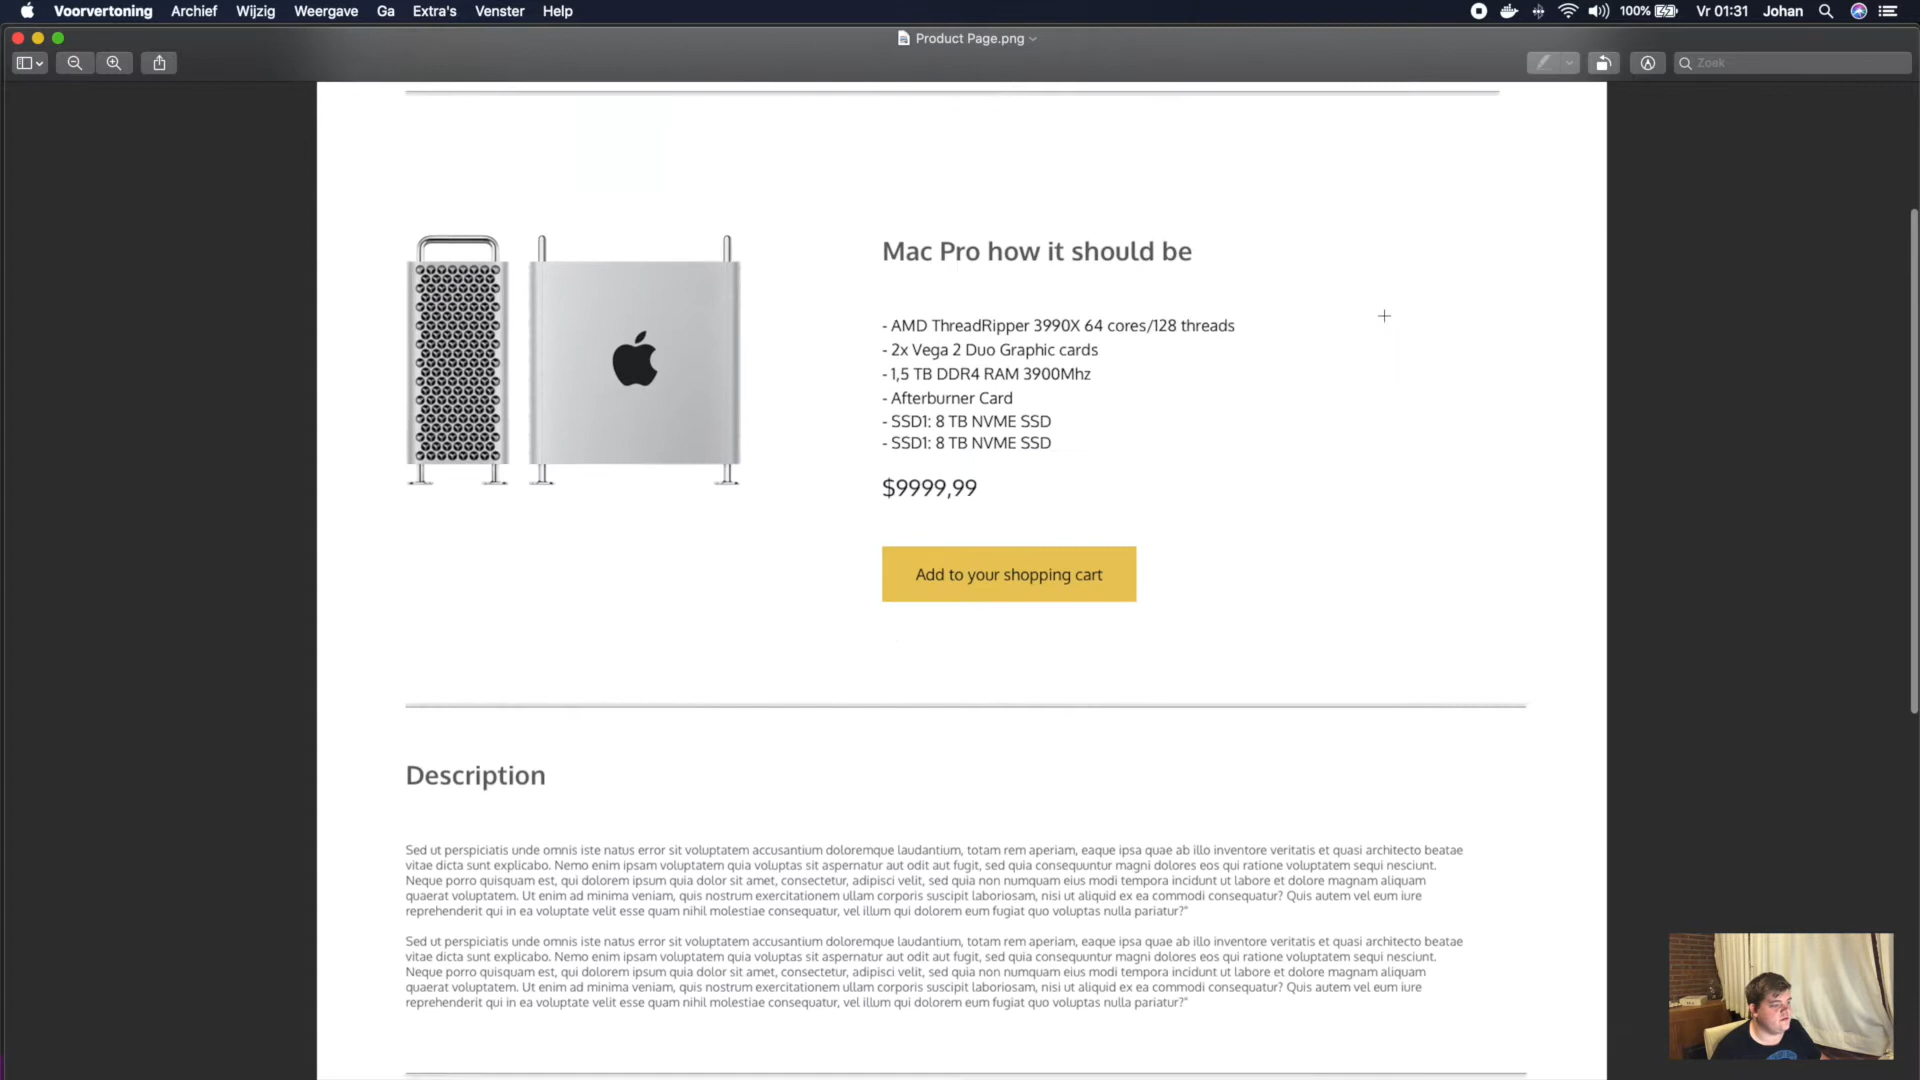 Voorvertoning Archief Wijzig Weergave Ga Extra's Venster Help 100% Vr 01:31 Johan
Product Page.png
Zoek
Mac Pro how it should be
- AMD ThreadRipper 3990X 64 cores/128 threads
- 2x Vega 2 Duo Graphic cards
- 1,5 TB DDR4 RAM 3900Mhz
- Afterburner Card
- SSD1: 8 TB NVME SSD
- SSD1: 8 TB NVME SSD
$9999,99
Add to your shopping cart
Description
Sed ut perspiciatis unde omnis iste natus error sit voluptatem accusantium doloremque laudantium, totam rem aperiam, eaque ipsa quae ab illo inventore veritatis et quasi architecto beatae
vitae dicta sunt explicabo. Nemo enim ipsam voluptatem quia voluptas sit aspernatur aut odit aut fugit, sed quia consequuntur magni dolores eos qui ratione voluptatem sequi nesciunt.
Neque porro quisquam est, qui dolorem ipsum quia dolor sit amet, consectetur, adipisci velit, sed quia non numquam eius modi tempora incidunt ut labore et dolore magnam aliquam
quaerat voluptatem. Ut enim ad minima veniam, quis nostrum exercitationem ullam corporis suscipit laboriosam, nisi ut aliquid ex ea commodi consequatur? Quis autem vel eum iure
reprehenderit qui in ea voluptate velit esse quam nihil molestiae consequatur, vel illum qui dolorem eum fugiat quo voluptas nulla pariatur?"
Sed ut perspiciatis unde omnis iste natus error sit voluptatem accusantium doloremque laudantium, totam rem aperiam, eaque ipsa quae ab illo inventore veritatis et quasi architecto beatae
vitae dicta sunt explicabo. Nemo enim ipsam voluptatem quia voluptas sit aspernatur aut odit aut fugit, sed quia consequuntur magni dolores eos qui ratione voluptatem sequi nesciunt.
Neque porro quisquam est, qui dolorem ipsum quia dolor sit amet, consectetur, adipisci velit, sed quia non numquam eius modi tempora incidunt ut labore et dolore magnam aliquam
quaerat voluptatem. Ut enim ad minima veniam, quis nostrum exercitationem ullam corporis suscipit laboriosam, nisi ut aliquid ex ea commodi consequatur? Quis autem vel eum iure
reprehenderit qui in ea voluptate velit esse quam nihil molestiae consequatur, vel illum qui dolorem eum fugiat quo voluptas nulla pariatur?"